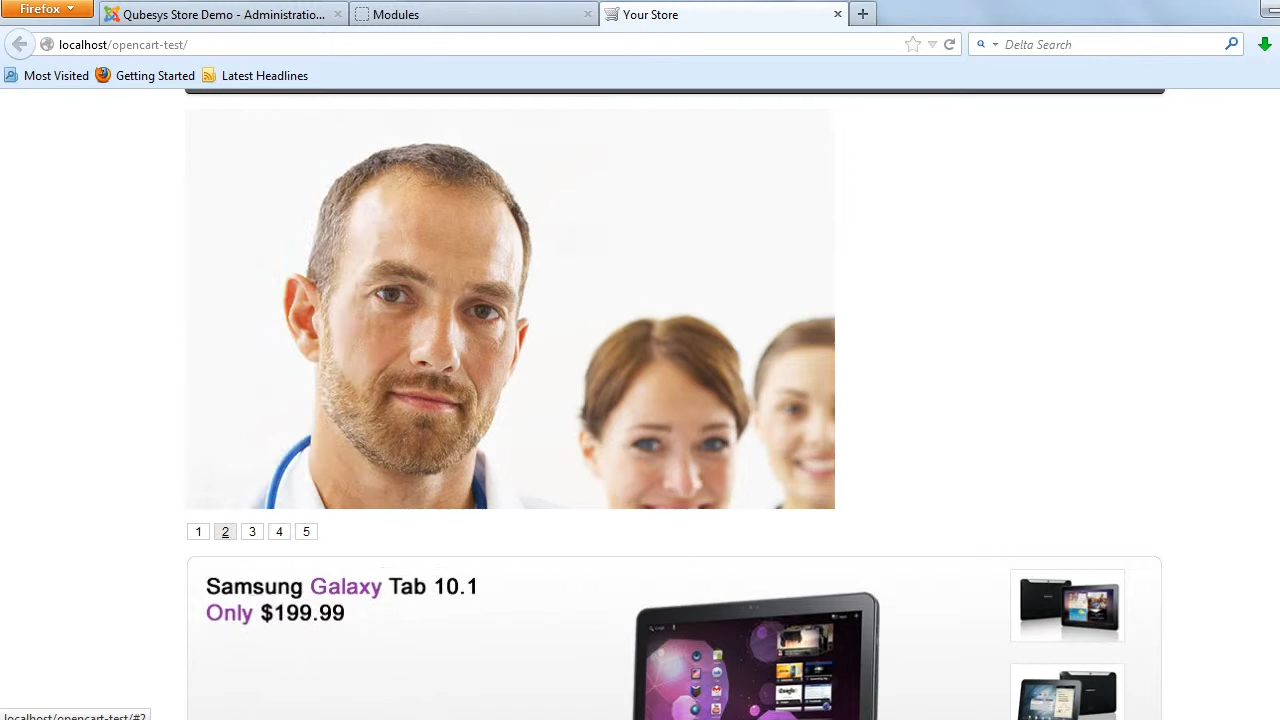 Firefox
Qubesys Store Demo - Administratio...
Modules
Your Store
localhost/opencart-test/
Delta Search
Most Visited
Getting Started
Latest Headlines
1 2 3 4 5
Samsung Galaxy Tab 10.1
Only $199.99
localhost/opencart-test/#2